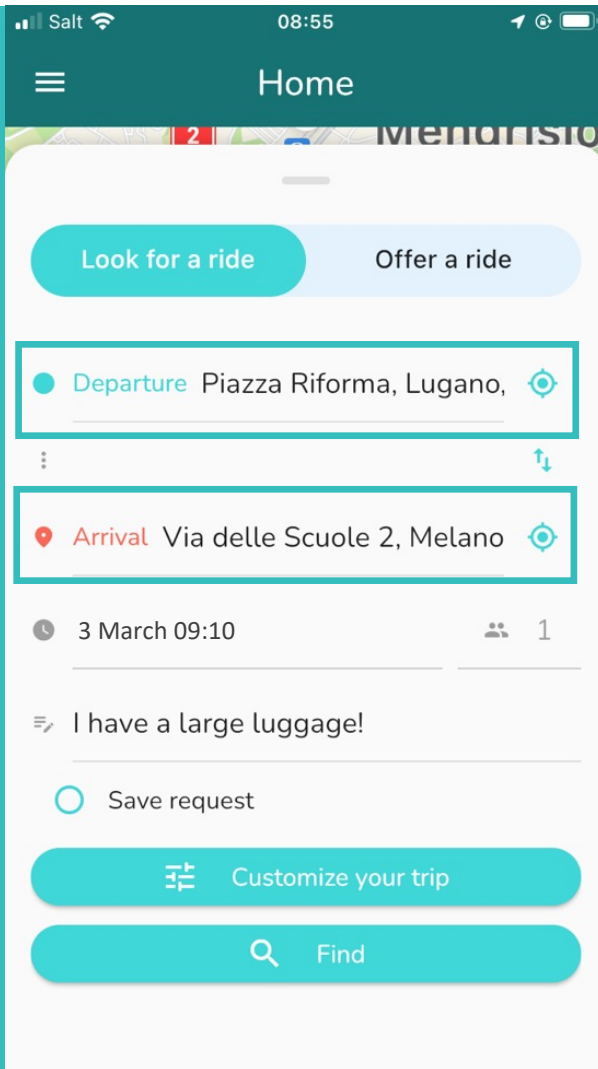 Salt 08:55
Home
2 Mendrisio
Look for a ride Offer a ride
Departure Piazza Riforma, Lugano,
Arrival Via delle Scuole 2, Melano
3 March 09:10 1
I have a large luggage!
Save request
Customize your trip
Find